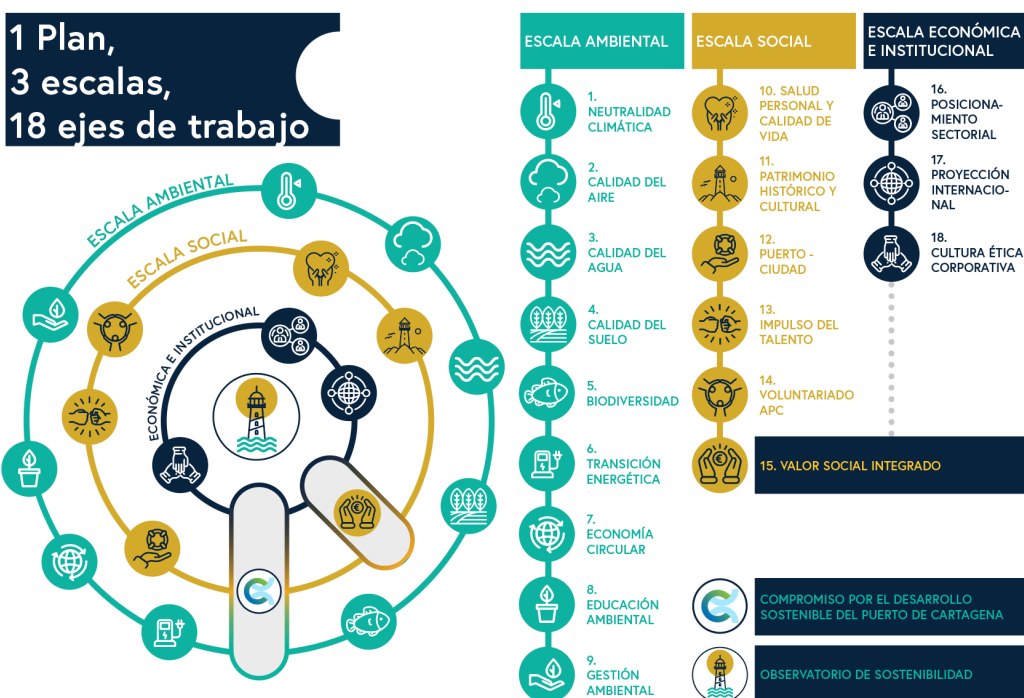 1 Plan,
3 escalas,
18 ejes de trabajo
ESCALA AMBIENTAL
ESCALA SOCIAL
ECONÓMICA E INSTITUCIONAL
ESCALA AMBIENTAL
1.
NEUTRALIDAD
CLIMÁTICA
2.
CALIDAD DEL
AIRE
3.
CALIDAD DEL
AGUA
4.
CALIDAD DEL
SUELO
5.
BIODIVERSIDAD
6.
TRANSICIÓN
ENERGÉTICA
7.
ECONOMÍA
CIRCULAR
8.
EDUCACIÓN
AMBIENTAL
9.
GESTIÓN
AMBIENTAL
ESCALA SOCIAL
10. SALUD
PERSONAL Y
CALIDAD DE
VIDA
11.
PATRIMONIO
HISTÓRICO Y
CULTURAL
12.
PUERTO -
CIUDAD
13.
IMPULSO DEL
TALENTO
14.
VOLUNTARIADO
APC
15. VALOR SOCIAL INTEGRADO
ESCALA ECONÓMICA
E INSTITUCIONAL
16.
POSICIONA-
MIENTO
SECTORIAL
17.
PROYECCIÓN
INTERNACIO-
NAL
18.
CULTURA ÉTICA
CORPORATIVA
COMPROMISO POR EL DESARROLLO
SOSTENIBLE DEL PUERTO DE CARTAGENA
OBSERVATORIO DE SOSTENIBILIDAD